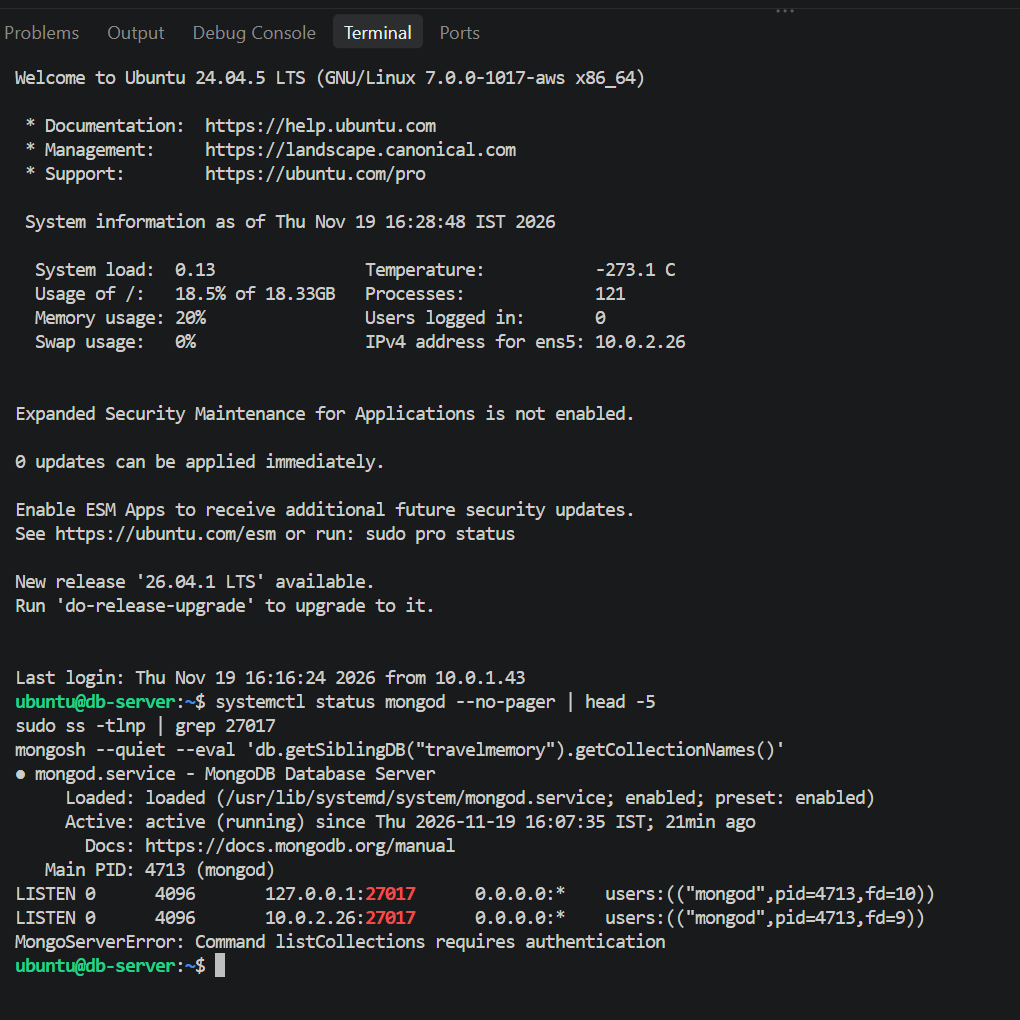 Problems Output Debug Console Terminal Ports
Welcome to Ubuntu 24.04.5 LTS (GNU/Linux 7.0.0-1017-aws x86_64)
* Documentation: https://help.ubuntu.com
* Management: https://landscape.canonical.com
* Support: https://ubuntu.com/pro
System information as of Thu Nov 19 16:28:48 IST 2026
System load: 0.13 Temperature: -273.1 C
Usage of /: 18.5% of 18.33GB Processes: 121
Memory usage: 20% Users logged in: 0
Swap usage: 0% IPv4 address for ens5: 10.0.2.26
Expanded Security Maintenance for Applications is not enabled.
0 updates can be applied immediately.
Enable ESM Apps to receive additional future security updates.
See https://ubuntu.com/esm or run: sudo pro status
New release '26.04.1 LTS' available.
Run 'do-release-upgrade' to upgrade to it.
Last login: Thu Nov 19 16:16:24 2026 from 10.0.1.43
ubuntu@db-server:~$ systemctl status mongod --no-pager | head -5
sudo ss -tlnp | grep 27017
mongosh --quiet --eval 'db.getSiblingDB("travelmemory").getCollectionNames()'
● mongod.service - MongoDB Database Server
Loaded: loaded (/usr/lib/systemd/system/mongod.service; enabled; preset: enabled)
Active: active (running) since Thu 2026-11-19 16:07:35 IST; 21min ago
Docs: https://docs.mongodb.org/manual
Main PID: 4713 (mongod)
LISTEN 0 4096 127.0.0.1:27017 0.0.0.0:* users:(("mongod",pid=4713,fd=10))
LISTEN 0 4096 10.0.2.26:27017 0.0.0.0:* users:(("mongod",pid=4713,fd=9))
MongoServerError: Command listCollections requires authentication
ubuntu@db-server:~$